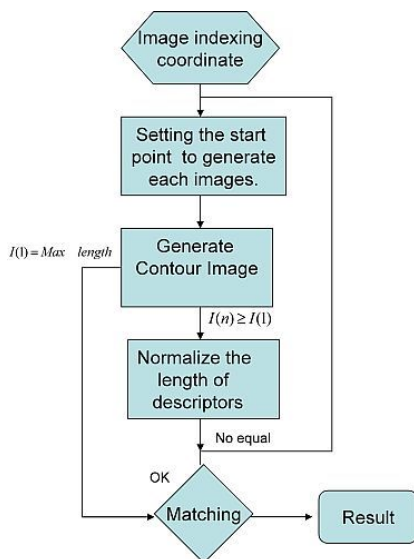 Image indexing
coordinate
Setting the start
point to generate
each images.
I(1) = Max length
Generate
Contour Image
I(n) ≥ I(1)
Normalize the
length of
descriptors
No equal
OK
Matching
Result